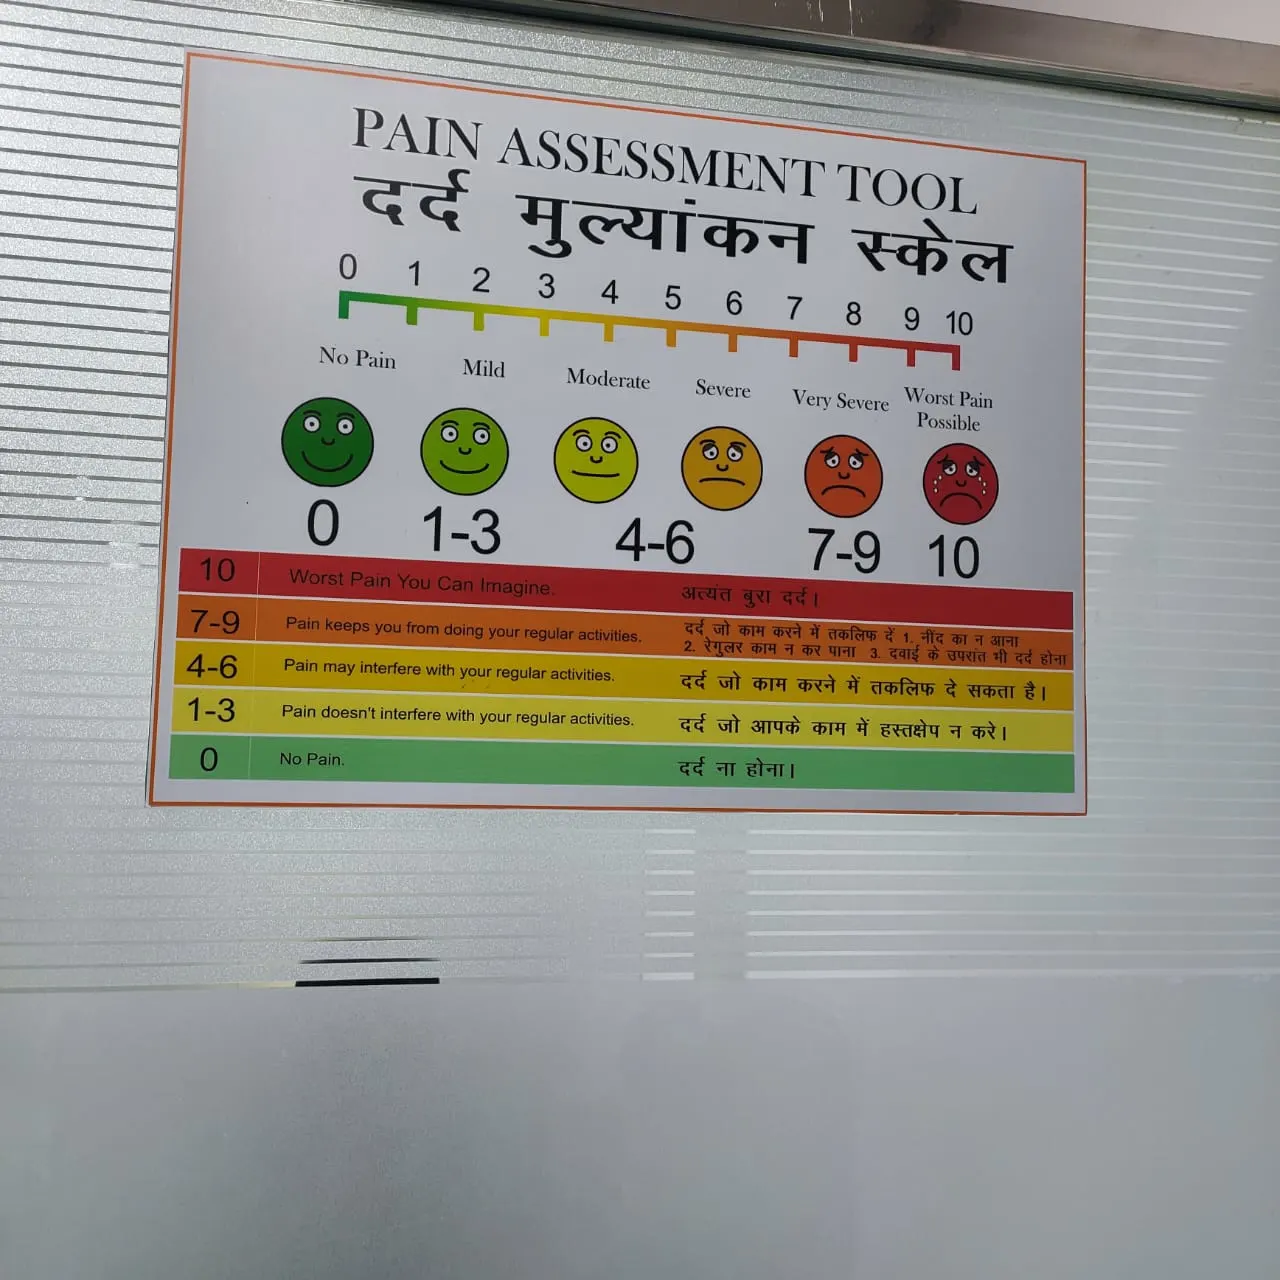 PAIN ASSESSMENT TOOL
दर्द मुल्यांकन स्केल
0 1 2 3 4 5 6 7 8 9 10
No Pain Mild Moderate Severe Very Severe Worst Pain
Possible
0 1-3 4-6 7-9 10
10 Worst Pain You Can Imagine. अत्यंत बुरा दर्द।
7-9 Pain keeps you from doing your regular activities. दर्द जो काम करने में तकलिफ दें 1. नींद का न आना
2. रेगुलर काम न कर पाना 3. दवाई के उपरांत भी दर्द होना
4-6 Pain may interfere with your regular activities. दर्द जो काम करने में तकलिफ दे सकता है।
1-3 Pain doesn't interfere with your regular activities. दर्द जो आपके काम में हस्तक्षेप न करे।
0 No Pain. दर्द ना होना।